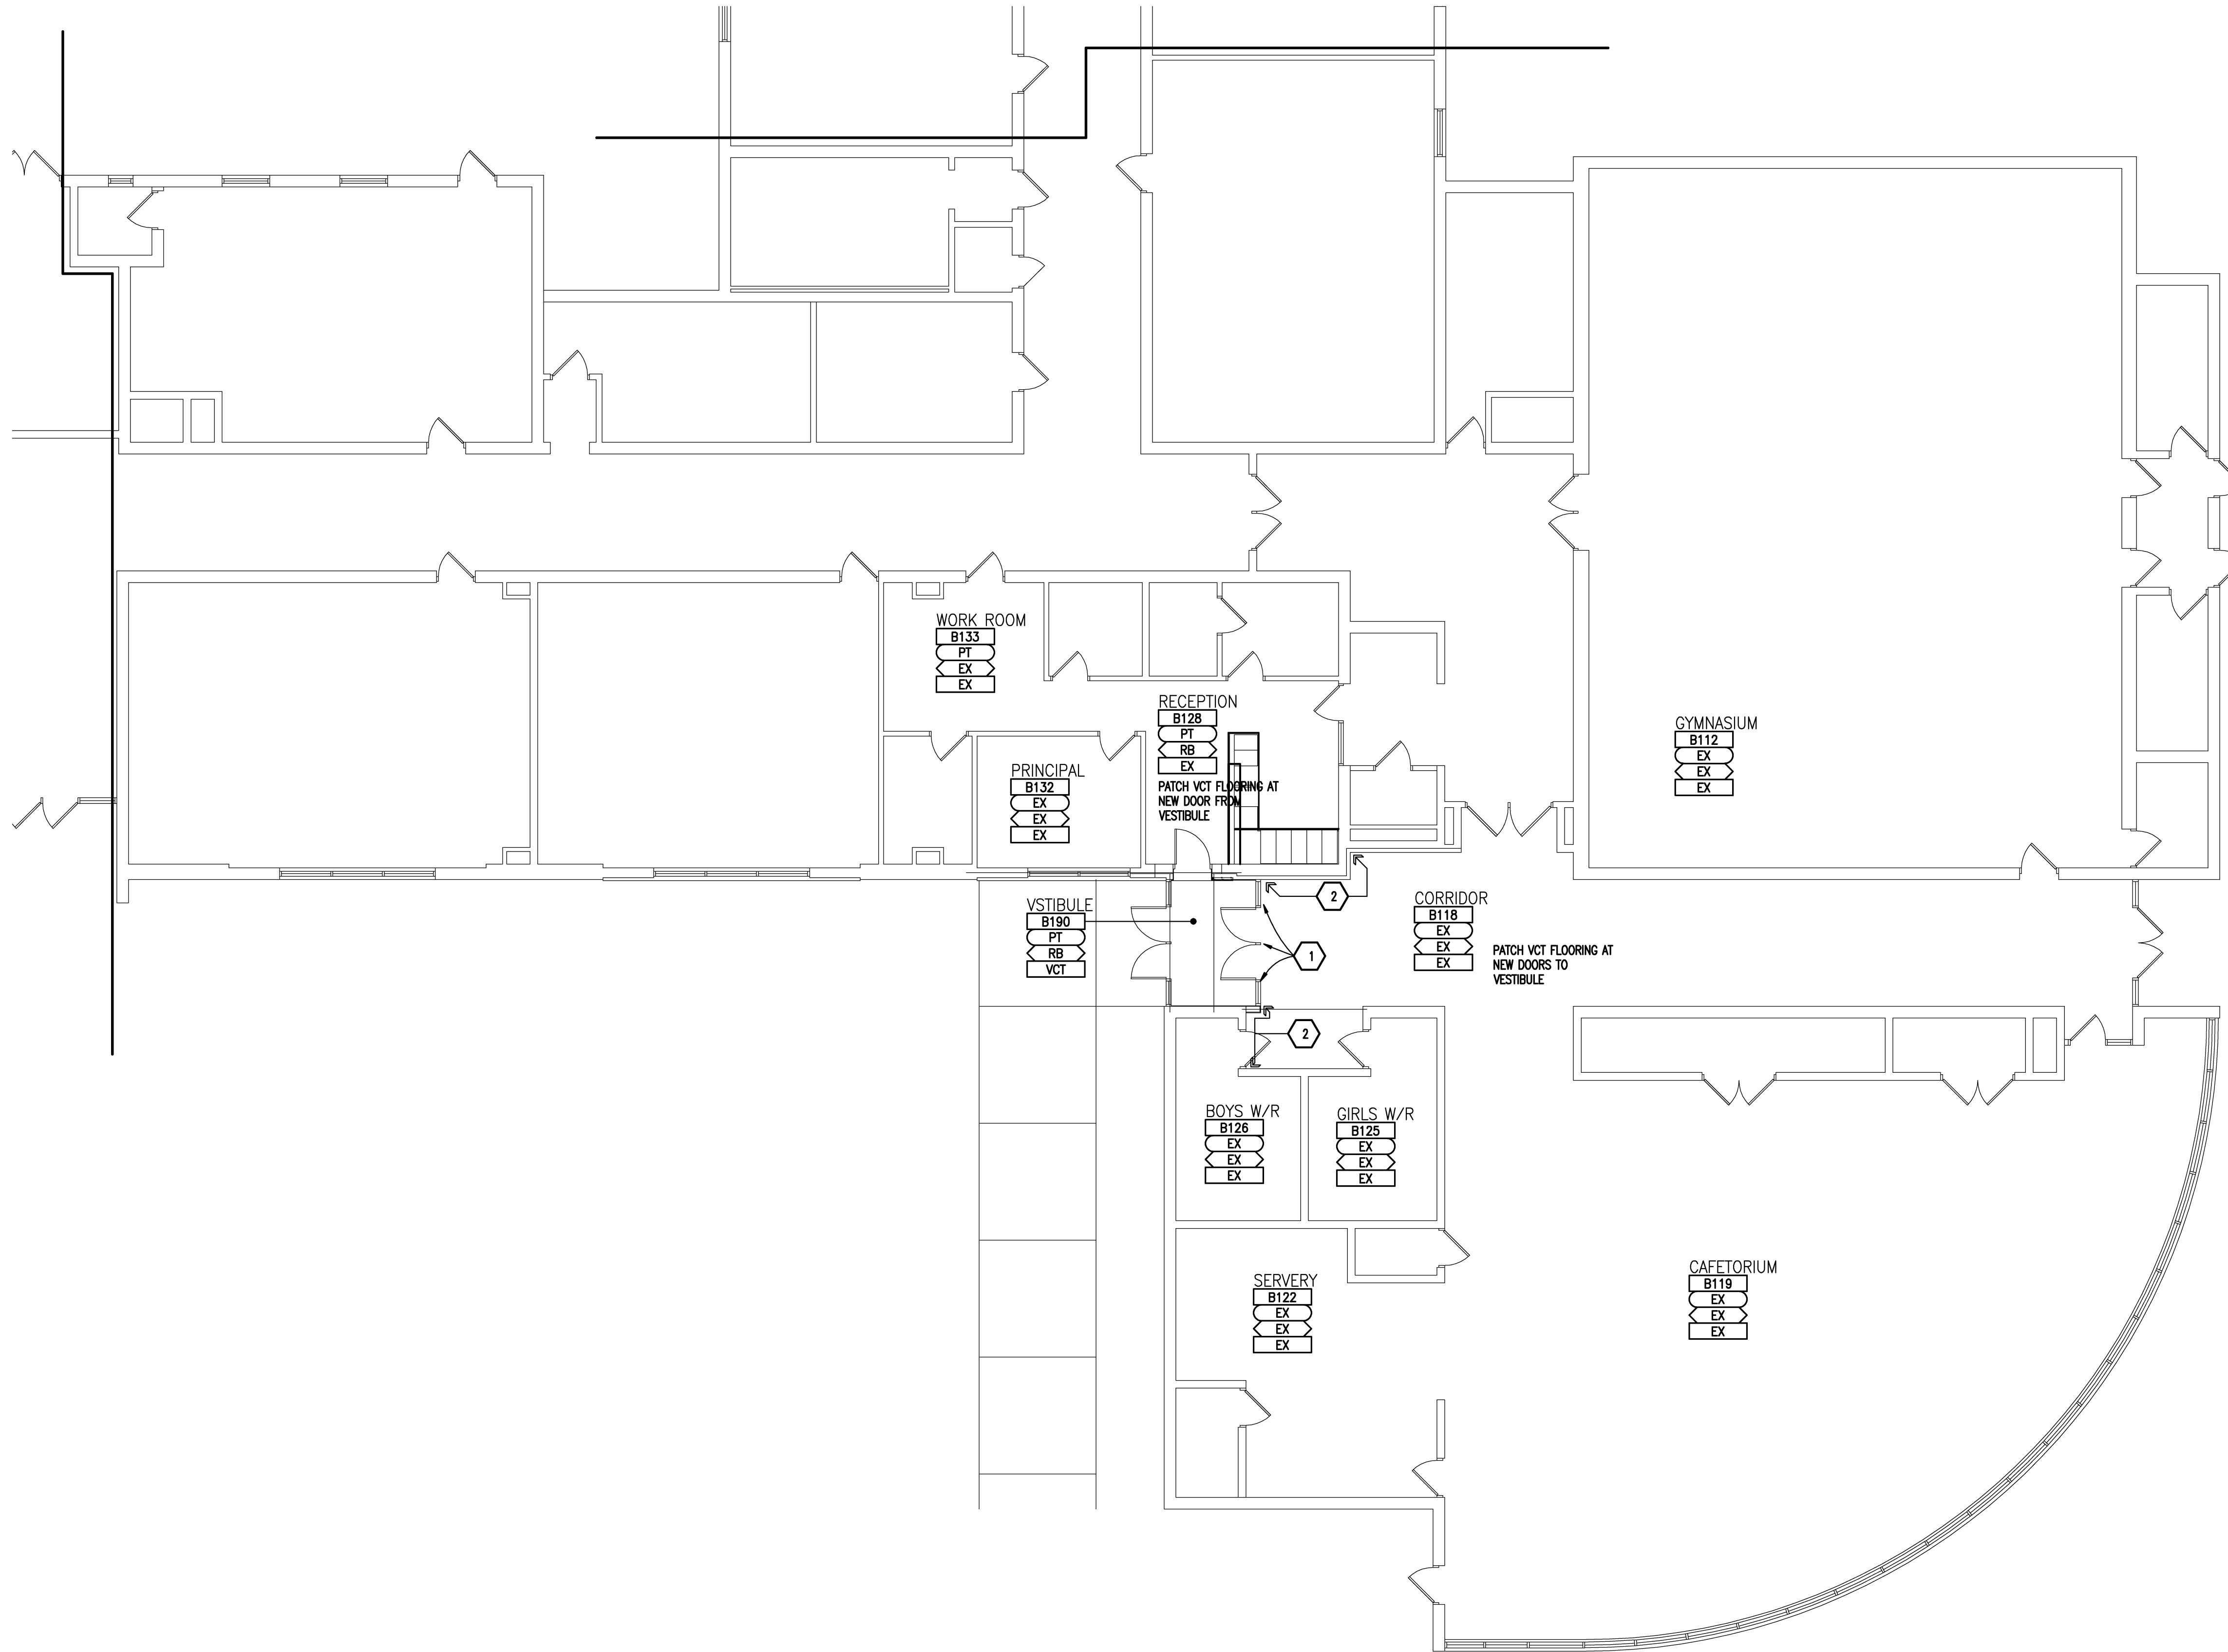 WORK ROOM
B133
PT
EX
EX
RECEPTION
B128
PT
RB
EX
PATCH VCT FLOORING AT
NEW DOOR FROM
VESTIBULE
PRINCIPAL
B132
EX
EX
EX
GYMNASIUM
B112
EX
EX
EX
VSTIBULE
B190
PT
RB
VCT
2
1
CORRIDOR
B118
EX
EX
EX
PATCH VCT FLOORING AT
NEW DOORS TO
VESTIBULE
2
BOYS W/R
B126
EX
EX
EX
GIRLS W/R
B125
EX
EX
EX
SERVERY
B122
EX
EX
EX
CAFETORIUM
B119
EX
EX
EX